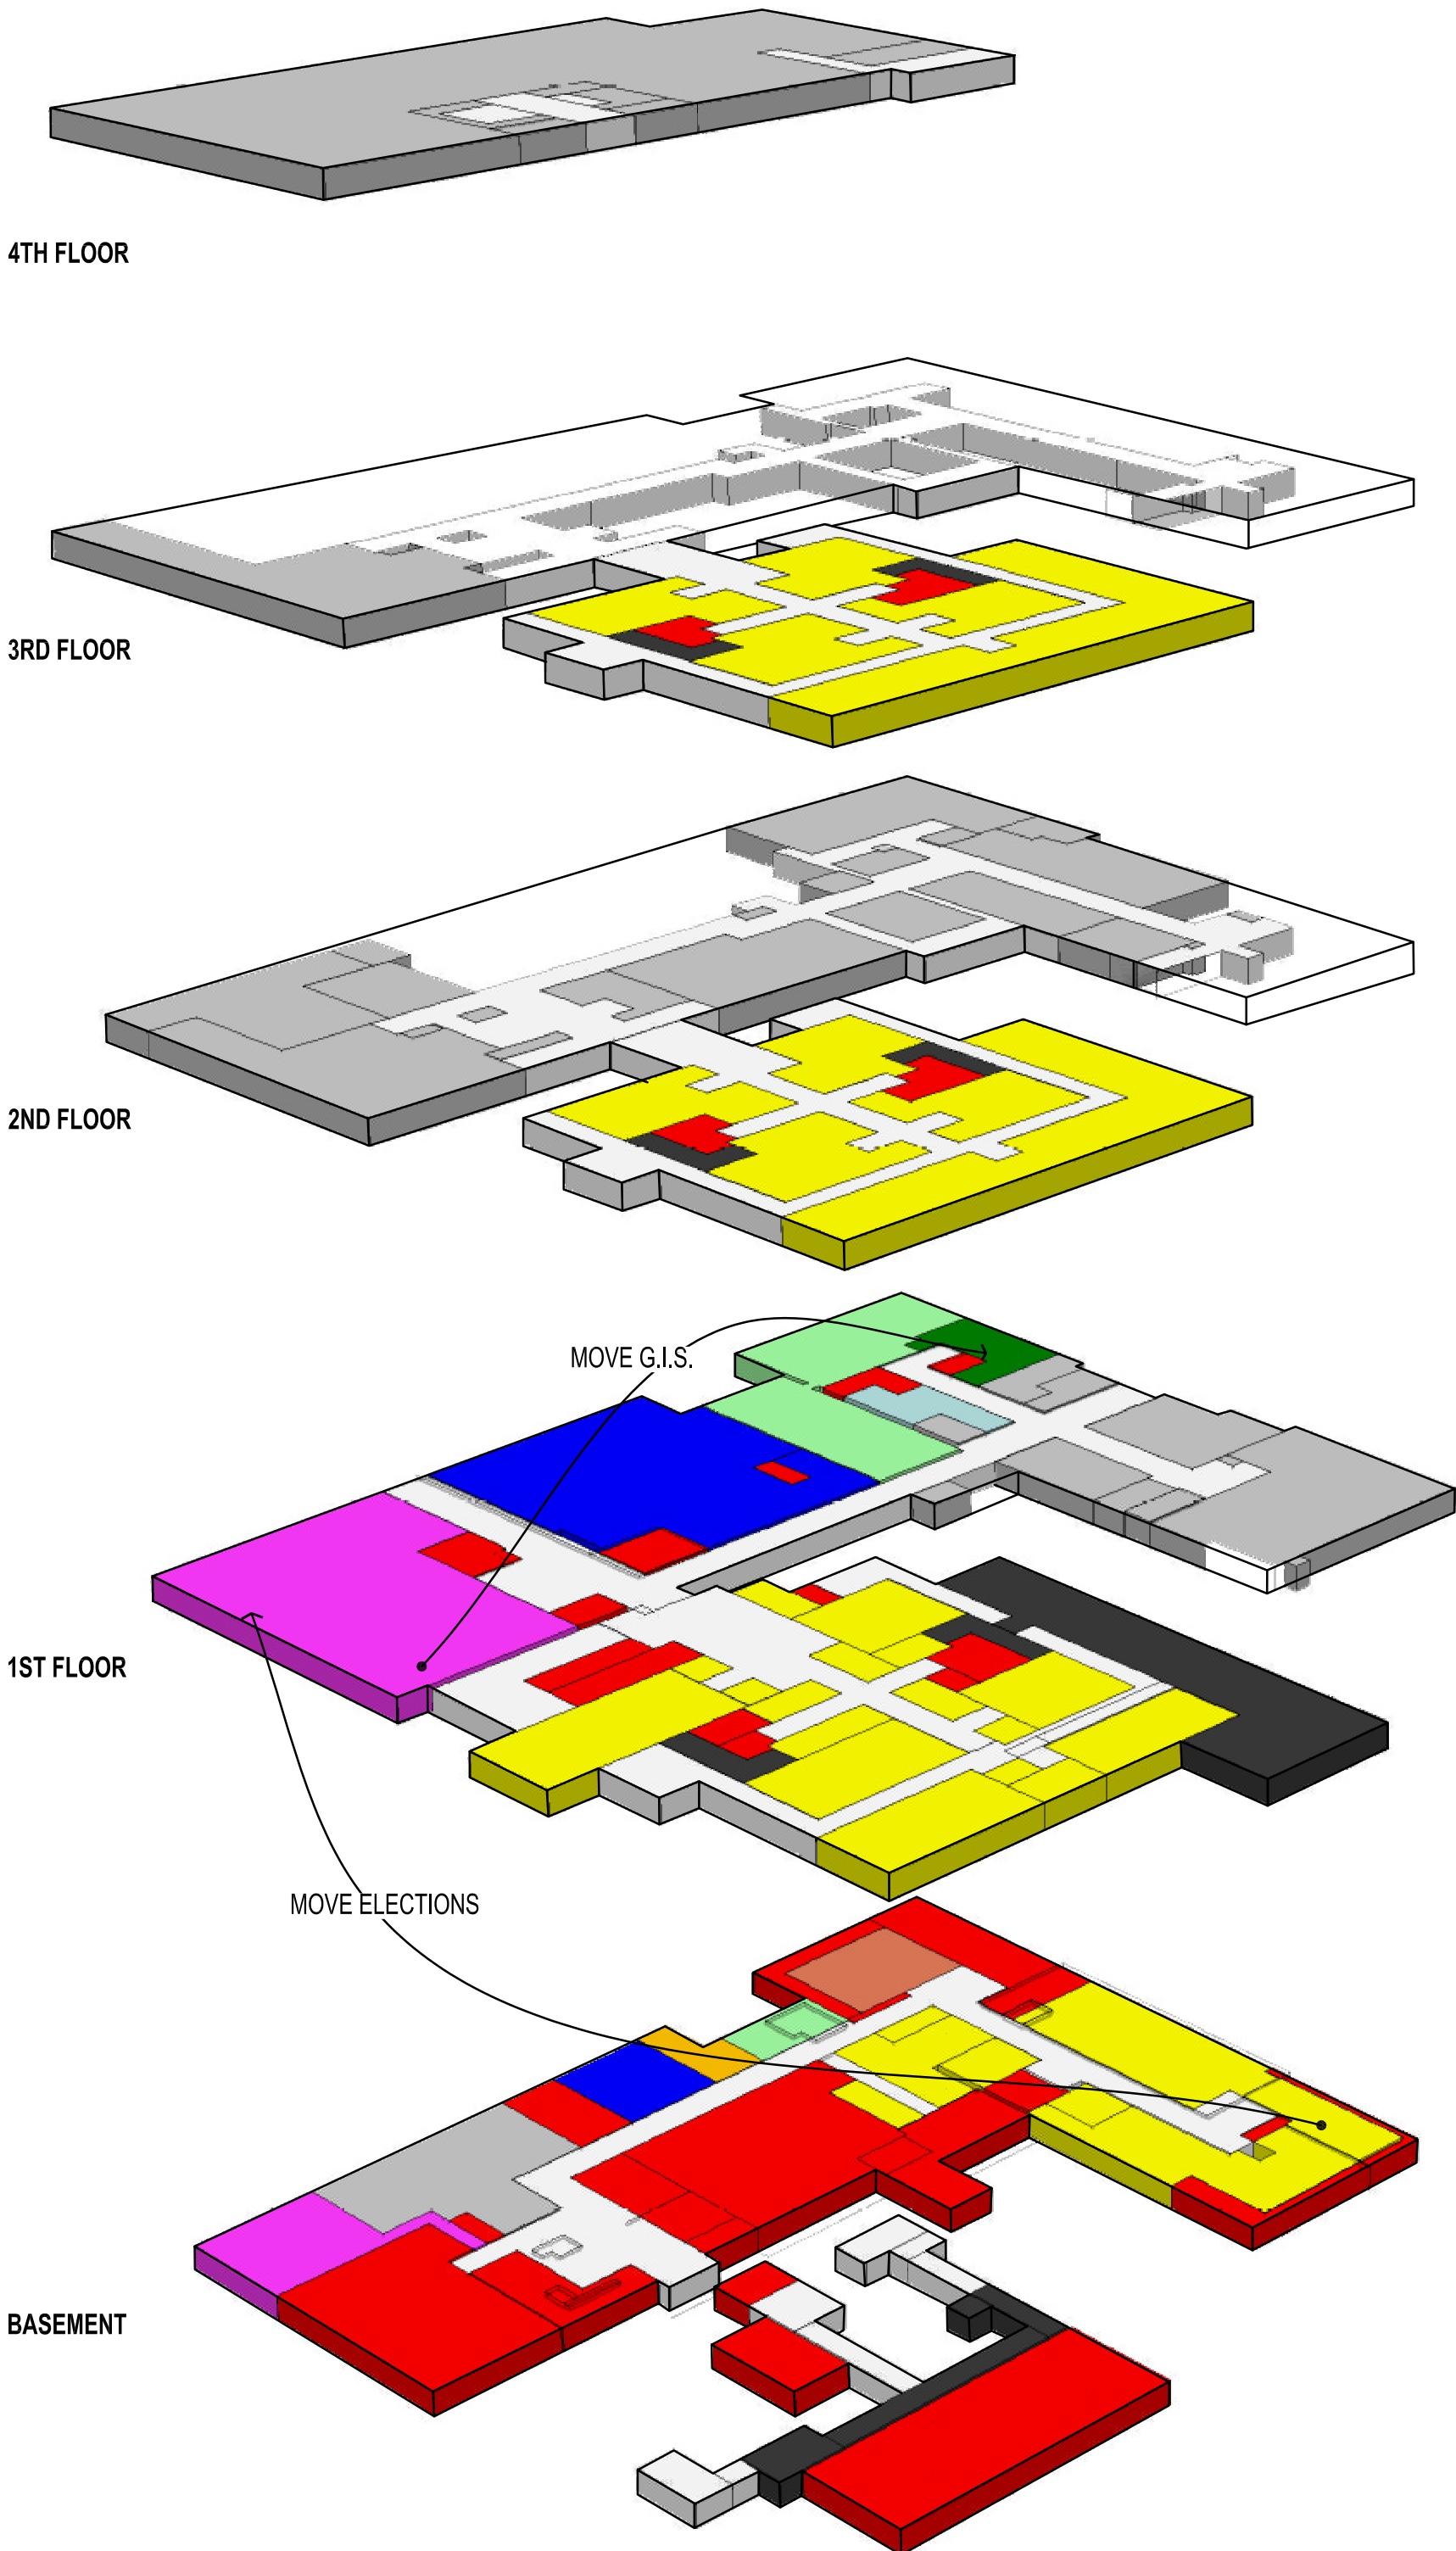 4TH FLOOR
3RD FLOOR
2ND FLOOR
MOVE G.I.S.
1ST FLOOR
MOVE ELECTIONS
BASEMENT